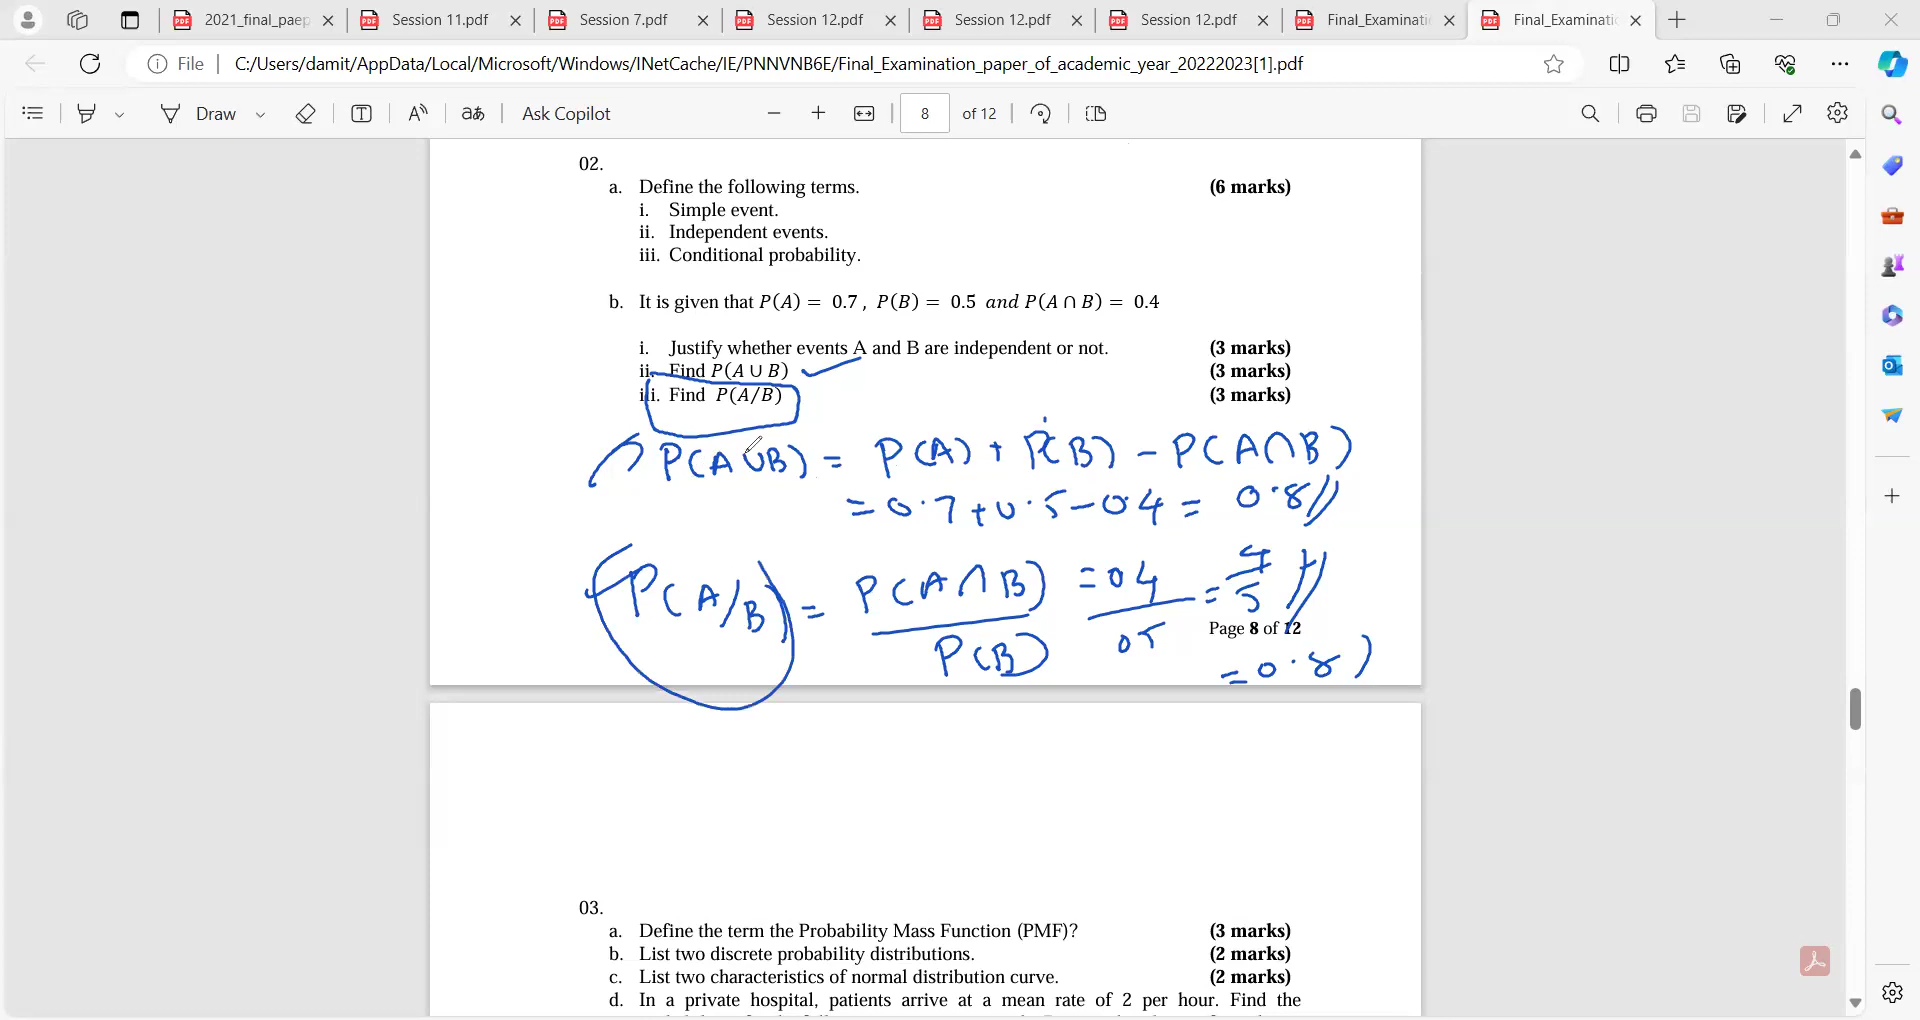 2021_final_paep
Session 11.pdf
Session 7.pdf
Session 12.pdf
Session 12.pdf
Session 12.pdf
Final_Examinati
Final_Examinatic
File
C:/Users/damit/AppData/Local/Microsoft/Windows/INetCache/IE/PNNVNB6E/Final_Examination_paper_of_academic_year_20222023[1].pdf
Draw
Ask Copilot
8 of 12
02.
a. Define the following terms. (6 marks)
i. Simple event.
ii. Independent events.
iii. Conditional probability.
b. It is given that P(A) = 0.7 , P(B) = 0.5 and P(A ∩ B) = 0.4
i. Justify whether events A and B are independent or not. (3 marks)
ii. Find P(A ∪ B) (3 marks)
iii. Find P(A/B) (3 marks)
P(A∪B) = P(A) + P(B) - P(A∩B)
= 0.7 + 0.5 - 0.4 = 0.8//
P(A/B) = P(A∩B) = 04 = 4 //
P(B) 05 5
Page 8 of 12
= 0.8)
03.
a. Define the term the Probability Mass Function (PMF)? (3 marks)
b. List two discrete probability distributions. (2 marks)
c. List two characteristics of normal distribution curve. (2 marks)
d. In a private hospital, patients arrive at a mean rate of 2 per hour. Find the